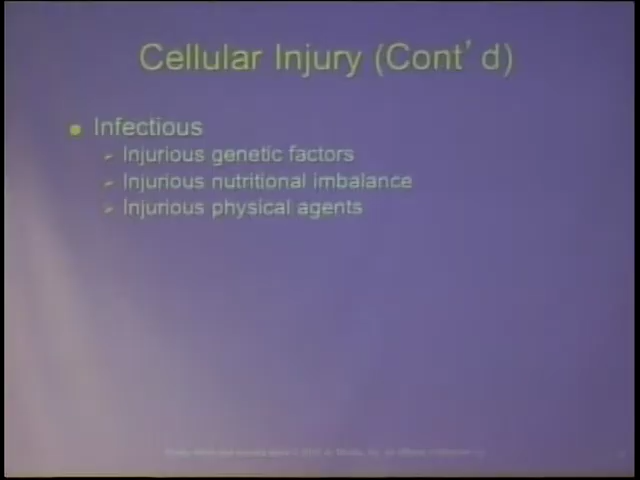 Cellular Injury (Cont’d)
Infectious
Injurious genetic factors
Injurious nutritional imbalance
Injurious physical agents